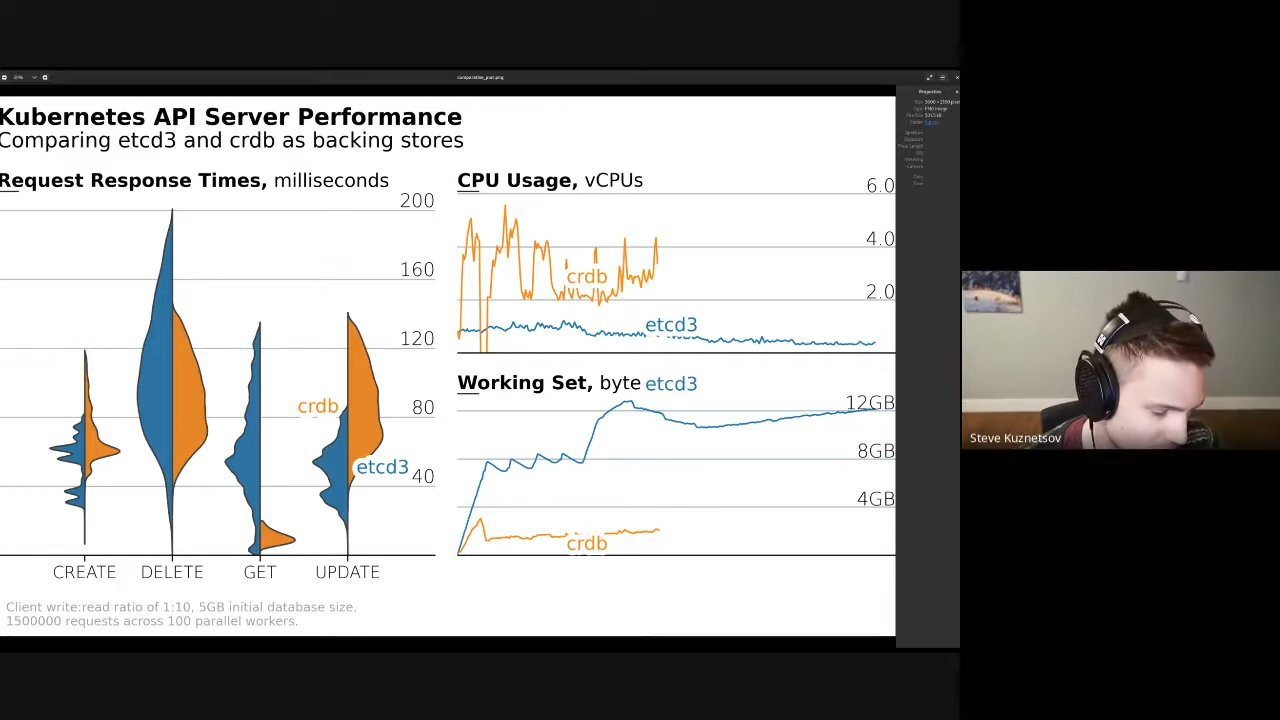 comparative_plot.png
Properties
Kubernetes API Server Performance
Comparing etcd3 and crdb as backing stores
Request Response Times, milliseconds
200
160
120
80
40
crdb
etcd3
CREATE
DELETE
GET
UPDATE
CPU Usage, vCPUs
6.0
4.0
2.0
crdb
etcd3
Working Set, byte
etcd3
12GB
8GB
4GB
crdb
Client write:read ratio of 1:10, 5GB initial database size.
1500000 requests across 100 parallel workers.
Steve Kuznetsov